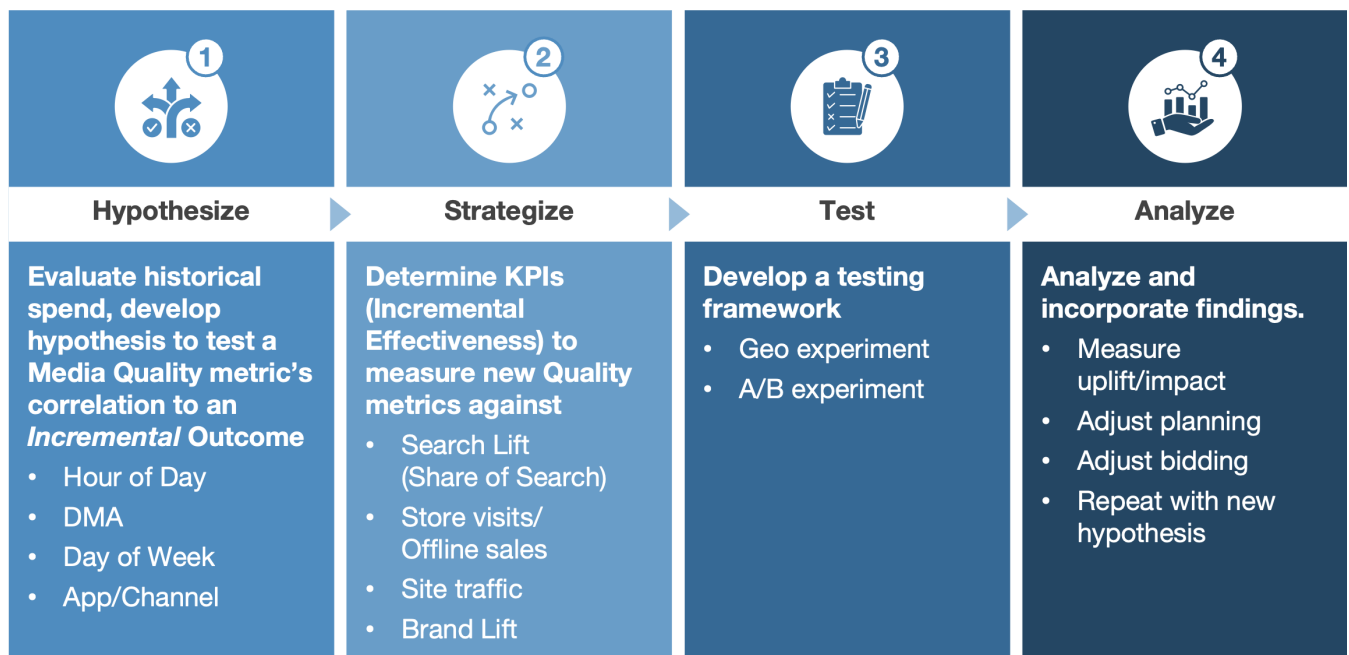 1
2
3
4
Hypothesize
Strategize
Test
Analyze
Evaluate historical
spend, develop
hypothesis to test a
Media Quality metric’s
correlation to an
Incremental Outcome
• Hour of Day
• DMA
• Day of Week
• App/Channel
Determine KPIs
(Incremental
Effectiveness) to
measure new Quality
metrics against
• Search Lift
(Share of Search)
• Store visits/
Offline sales
• Site traffic
• Brand Lift
Develop a testing
framework
• Geo experiment
• A/B experiment
Analyze and
incorporate findings.
• Measure
uplift/impact
• Adjust planning
• Adjust bidding
• Repeat with new
hypothesis